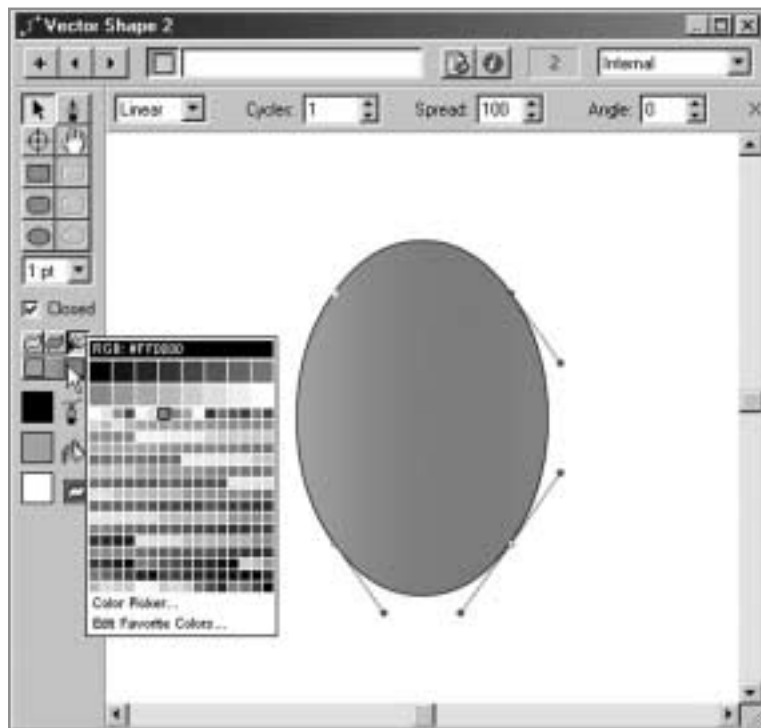 Vector Shape 2
2 Internal
Linear Cycles: 1 Spread: 100 Angle: 0
1 pt
Closed
RGB: #FF0000
Color Picker...
Edit Favorite Colors...